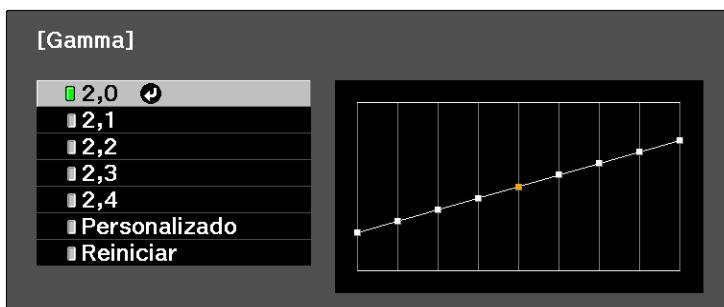 [Gamma]
2,0
2,1
2,2
2,3
2,4
Personalizado
Reiniciar